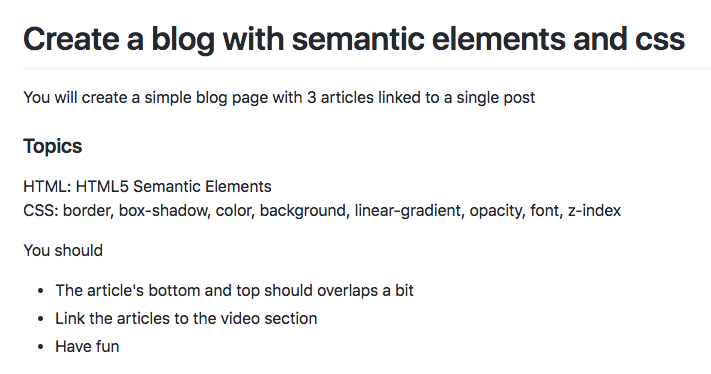 Create a blog with semantic elements and css
You will create a simple blog page with 3 articles linked to a single post
Topics
HTML: HTML5 Semantic Elements
CSS: border, box-shadow, color, background, linear-gradient, opacity, font, z-index
You should
• The article's bottom and top should overlaps a bit
• Link the articles to the video section
• Have fun